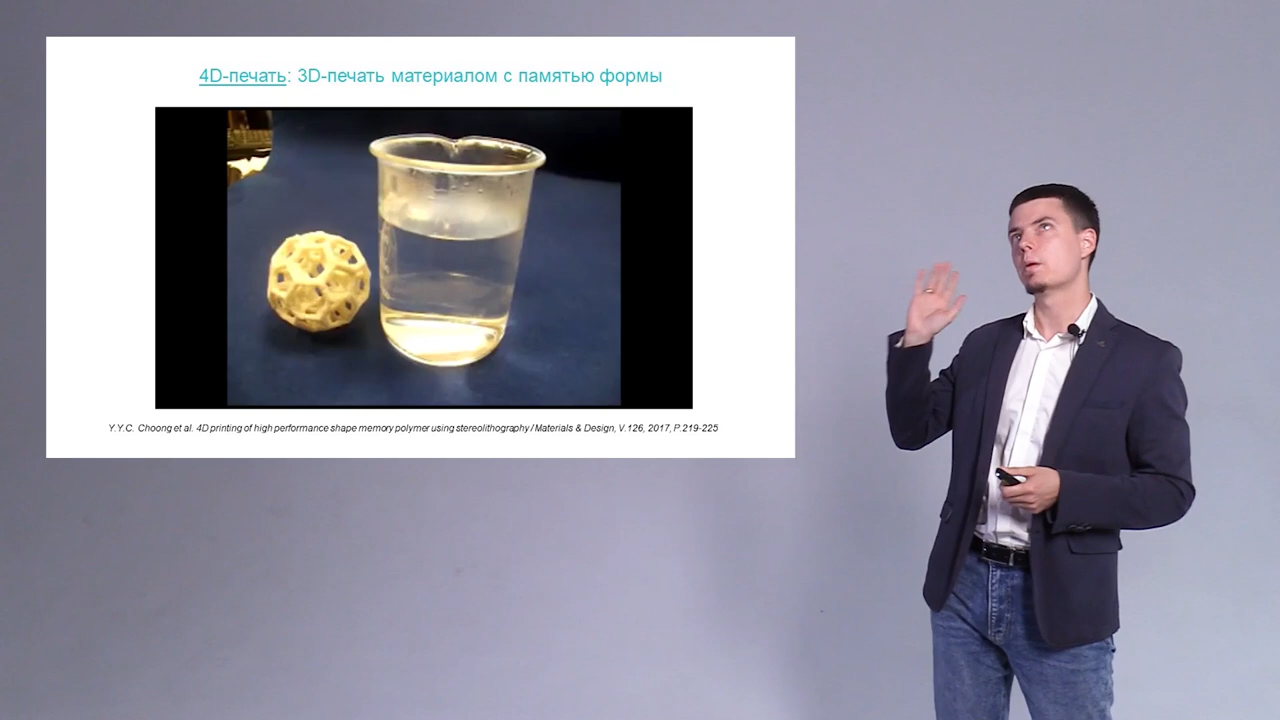 4D-печать: 3D-печать материалом с памятью формы
Y.Y.C. Choong et al. 4D printing of high performance shape memory polymer using stereolithography / Materials & Design, V.126, 2017, P.219-225